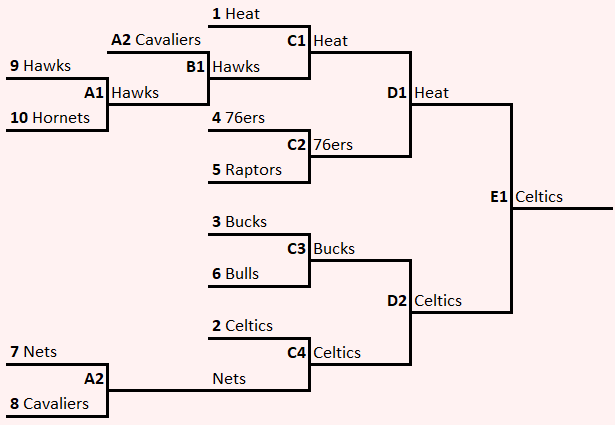 1 Heat
A2 Cavaliers
C1 Heat
9 Hawks
B1 Hawks
A1 Hawks
D1 Heat
10 Hornets
4 76ers
C2 76ers
5 Raptors
E1 Celtics
3 Bucks
C3 Bucks
6 Bulls
D2 Celtics
2 Celtics
7 Nets
C4 Celtics
A2
Nets
8 Cavaliers